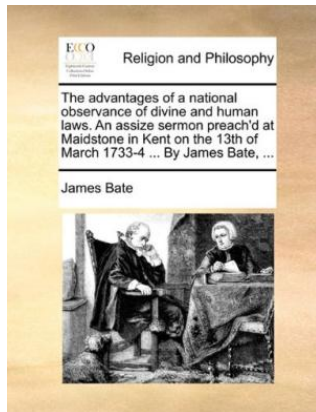 ECCO
Religion and Philosophy
The advantages of a national
observance of divine and human
laws. An assize sermon preach'd at
Maidstone in Kent on the 13th of
March 1733-4 ... By James Bate, ...
James Bate